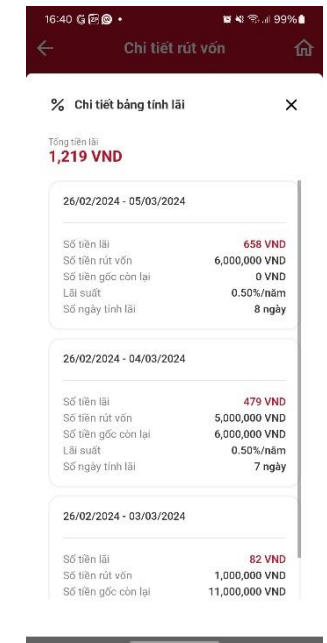 16:40 99%
Chi tiết rút vốn
% Chi tiết bảng tính lãi
Tổng tiền lãi
1,219 VND
26/02/2024 - 05/03/2024
Số tiền lãi 658 VND
Số tiền rút vốn 6,000,000 VND
Số tiền gốc còn lại 0 VND
Lãi suất 0.50%/năm
Số ngày tính lãi 8 ngày
26/02/2024 - 04/03/2024
Số tiền lãi 479 VND
Số tiền rút vốn 5,000,000 VND
Số tiền gốc còn lại 6,000,000 VND
Lãi suất 0.50%/năm
Số ngày tính lãi 7 ngày
26/02/2024 - 03/03/2024
Số tiền lãi 82 VND
Số tiền rút vốn 1,000,000 VND
Số tiền gốc còn lại 11,000,000 VND